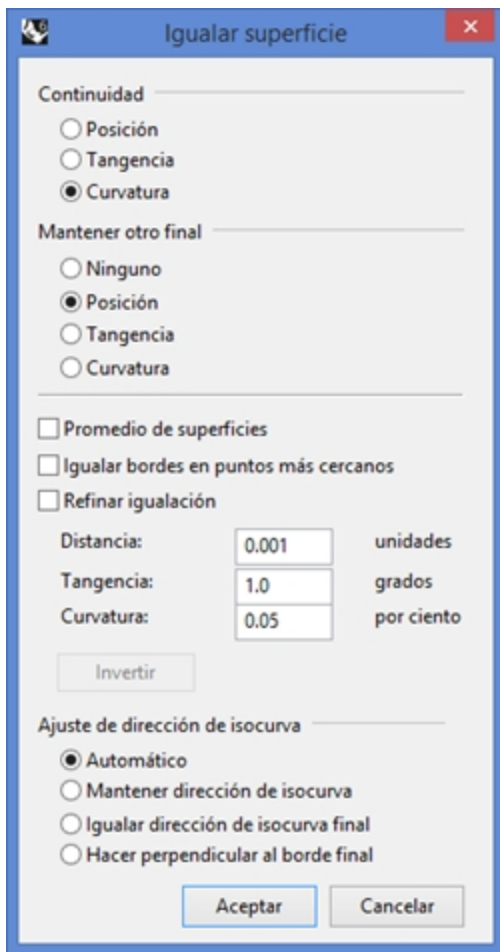 Igualar superficie
Continuidad
Posición
Tangencia
Curvatura
Mantener otro final
Ninguno
Posición
Tangencia
Curvatura
Promedio de superficies
Igualar bordes en puntos más cercanos
Refinar igualación
Distancia: 0.001 unidades
Tangencia: 1.0 grados
Curvatura: 0.05 por ciento
Invertir
Ajuste de dirección de isocurva
Automático
Mantener dirección de isocurva
Igualar dirección de isocurva final
Hacer perpendicular al borde final
Aceptar Cancelar